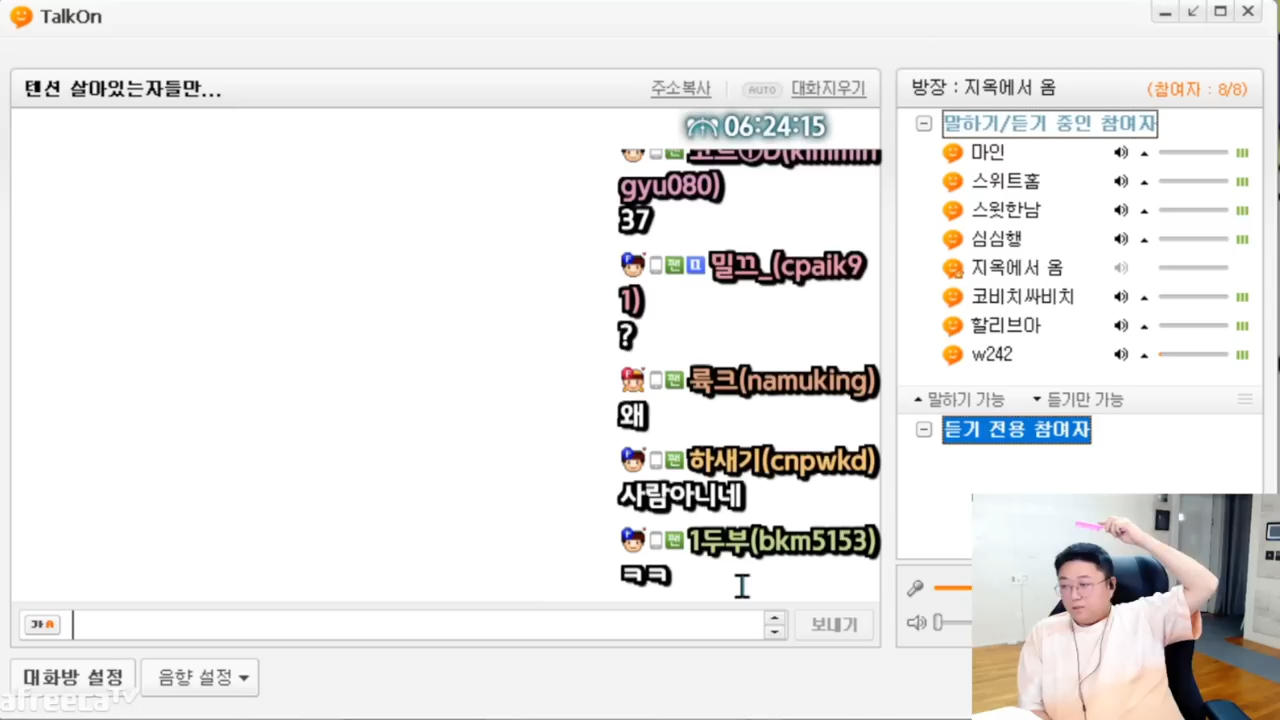 TalkOn
텐션 살아있는자들만...
주소복사
AUTO
대화지우기
06:24:15
gyu080)
37
팬 밀끄_(cpaik9
1)
?
팬 륙크(namuking)
왜
팬 하새기(cnpwkd)
사람아니네
팬 1두부(bkm5153)
ㅋㅋ
가
보내기
대화방 설정
음향 설정
afreecaTV
방장 : 지옥에서 옴
(참여자 : 8/8)
말하기/듣기 중인 참여자
마인
스위트홈
스윗한남
심심행
지옥에서 옴
코비치싸비치
할리브아
w242
말하기 가능
듣기만 가능
듣기 전용 참여자